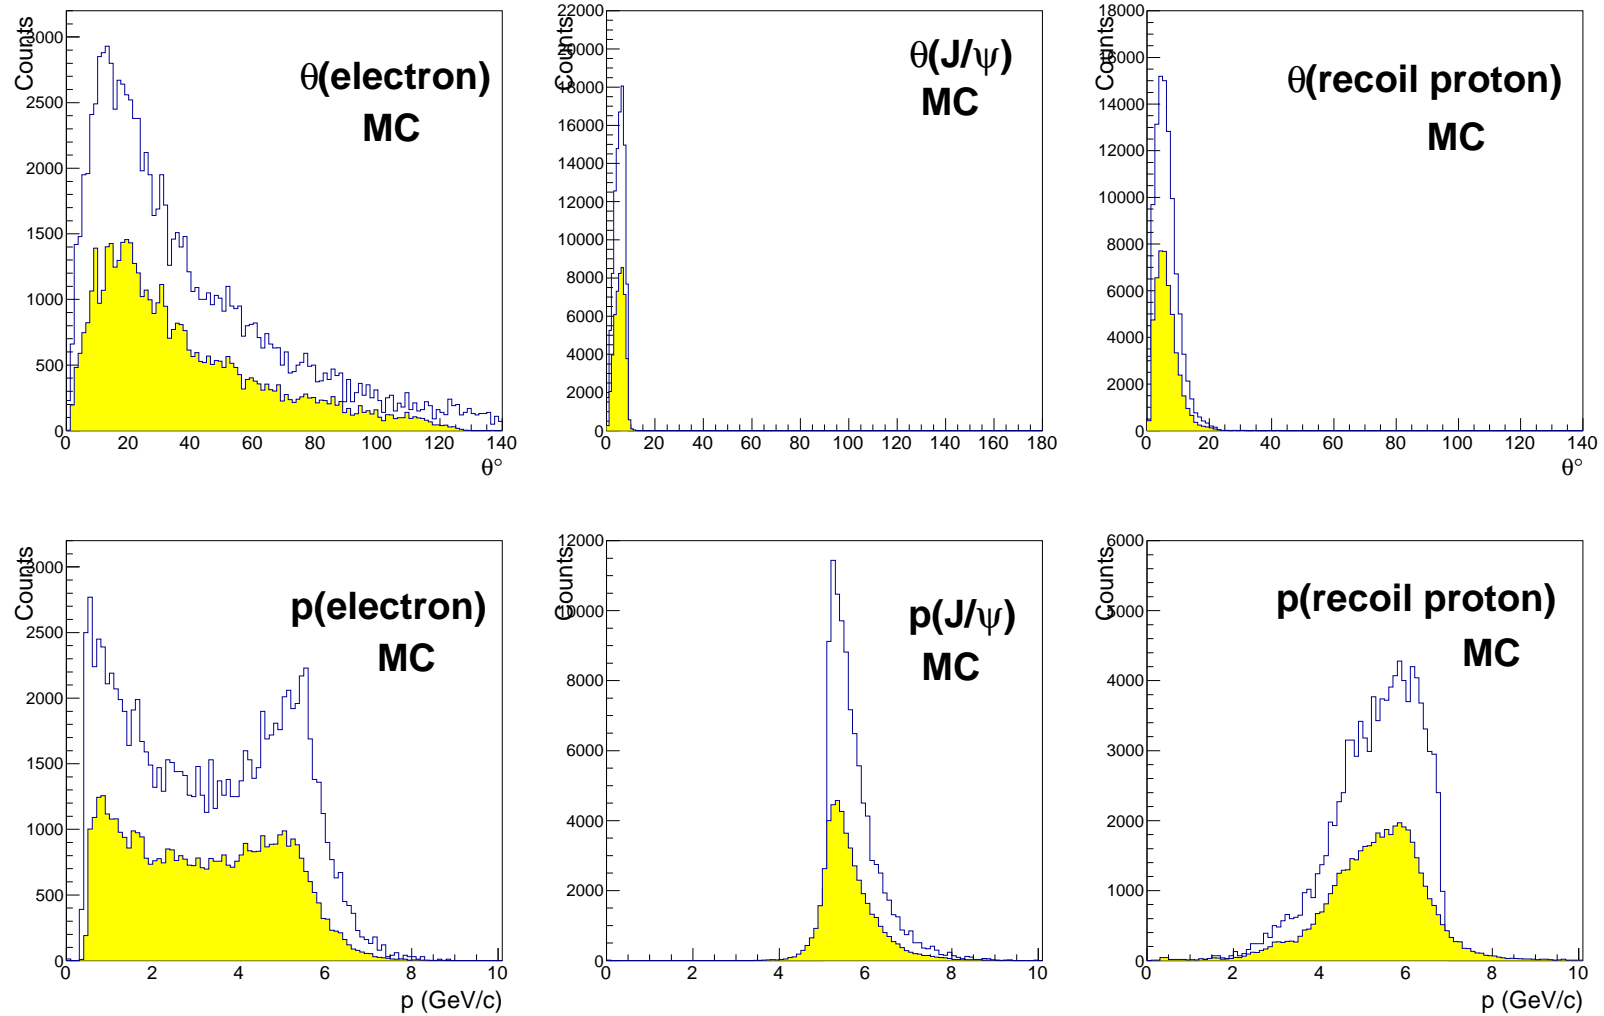 Counts
3000
2500
2000
1500
1000
500
0
θ(electron)
MC
0 20 40 60 80 100 120 140
θ°
Counts
22000
20000
18000
16000
14000
12000
10000
8000
6000
4000
2000
0
θ(J/ψ)
MC
0 20 40 60 80 100 120 140 160 180
Counts
18000
16000
14000
12000
10000
8000
6000
4000
2000
0
θ(recoil proton)
MC
0 20 40 60 80 100 120 140
θ°
Counts
3000
2500
2000
1500
1000
500
0
p(electron)
MC
0 2 4 6 8 10
p (GeV/c)
Counts
12000
10000
8000
6000
4000
2000
0
p(J/ψ)
MC
0 2 4 6 8 10
Counts
6000
5000
4000
3000
2000
1000
0
p(recoil proton)
MC
0 2 4 6 8 10
p (GeV/c)